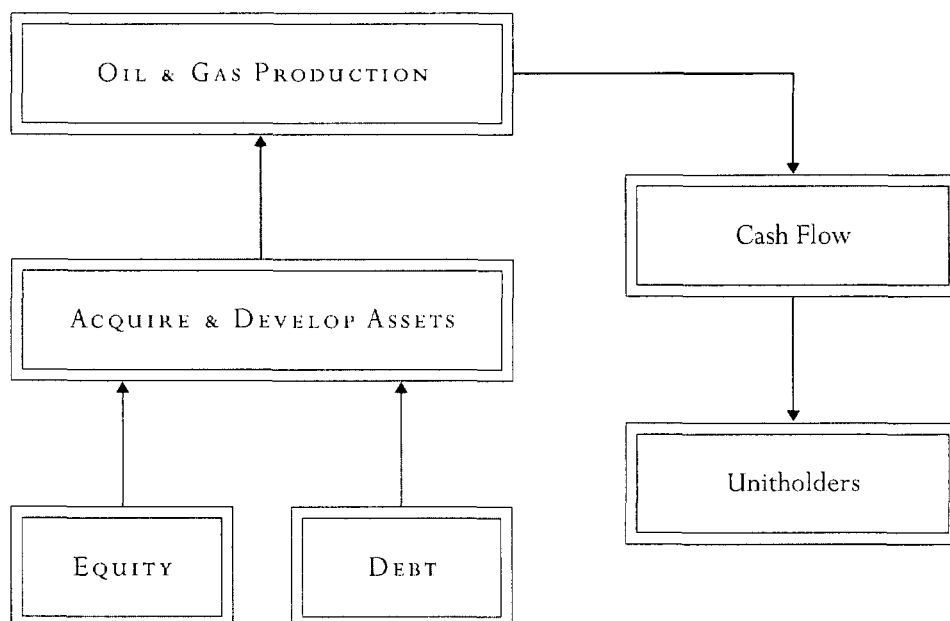 OIL & GAS PRODUCTION
Cash Flow
ACQUIRE & DEVELOP ASSETS
Unitholders
EQUITY
DEBT